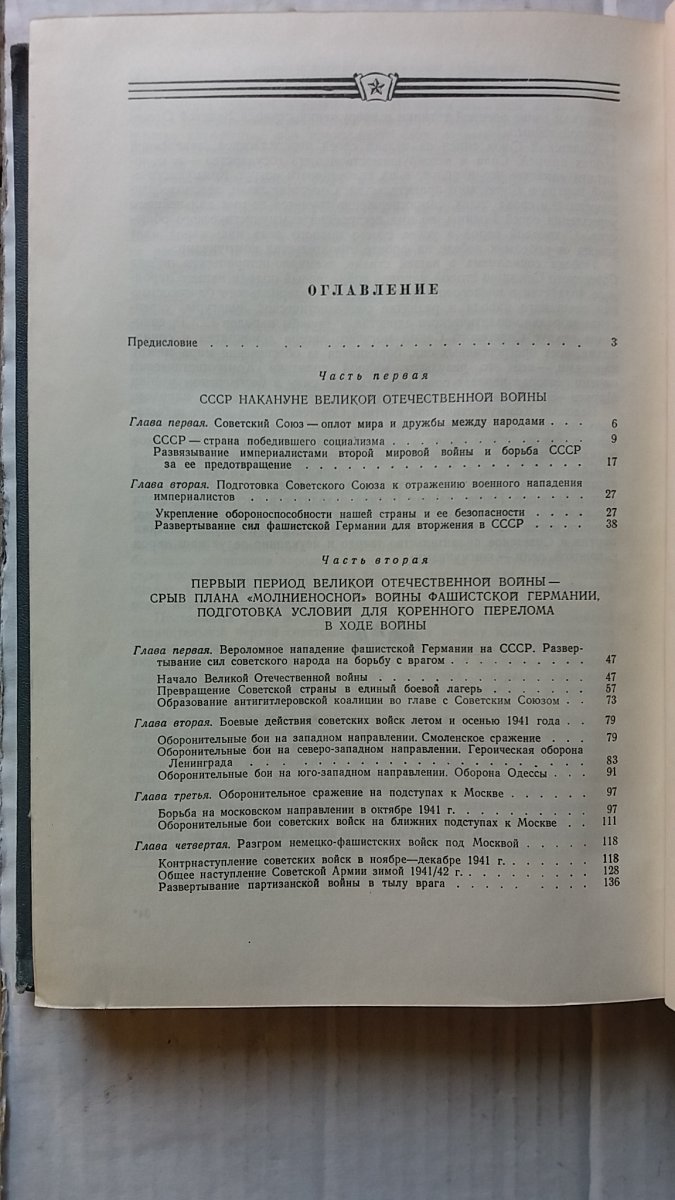 ОГЛАВЛЕНИЕ
Предисловие . . . . . . . . . . . . . . . . . . . . . . . 3
Часть первая
СССР НАКАНУНЕ ВЕЛИКОЙ ОТЕЧЕСТВЕННОЙ ВОЙНЫ
Глава первая. Советский Союз — оплот мира и дружбы между народами . . . 6
СССР — страна победившего социализма . . . . . . . . . . . . . 9
Развязывание империалистами второй мировой войны и борьба СССР
за ее предотвращение . . . . . . . . . . . . . . . . . . . 17
Глава вторая. Подготовка Советского Союза к отражению военного нападения
империалистов . . . . . . . . . . . . . . . . . . . . . . 27
Укрепление обороноспособности нашей страны и ее безопасности . . . . 27
Развертывание сил фашистской Германии для вторжения в СССР . . . . 38
Часть вторая
ПЕРВЫЙ ПЕРИОД ВЕЛИКОЙ ОТЕЧЕСТВЕННОЙ ВОЙНЫ —
СРЫВ ПЛАНА «МОЛНИЕНОСНОЙ» ВОЙНЫ ФАШИСТСКОЙ ГЕРМАНИИ,
ПОДГОТОВКА УСЛОВИЙ ДЛЯ КОРЕННОГО ПЕРЕЛОМА
В ХОДЕ ВОЙНЫ
Глава первая. Вероломное нападение фашистской Германии на СССР. Развер-
тывание сил советского народа на борьбу с врагом . . . . . . . . . 47
Начало Великой Отечественной войны . . . . . . . . . . . . . . 47
Превращение Советской страны в единый боевой лагерь . . . . . . . 57
Образование антигитлеровской коалиции во главе с Советским Союзом . . 73
Глава вторая. Боевые действия советских войск летом и осенью 1941 года . . 79
Оборонительные бои на западном направлении. Смоленское сражение . . . 79
Оборонительные бои на северо-западном направлении. Героическая оборона
Ленинграда . . . . . . . . . . . . . . . . . . . . . . . 83
Оборонительные бои на юго-западном направлении. Оборона Одессы . . . 91
Глава третья. Оборонительное сражение на подступах к Москве . . . . . . 97
Борьба на московском направлении в октябре 1941 г. . . . . . . . . . 97
Оборонительные бои советских войск на ближних подступах к Москве . . 111
Глава четвертая. Разгром немецко-фашистских войск под Москвой . . . . . 118
Контрнаступление советских войск в ноябре—декабре 1941 г. . . . . . . 118
Общее наступление Советской Армии зимой 1941/42 г. . . . . . . . . . 128
Развертывание партизанской войны в тылу врага . . . . . . . . . 136